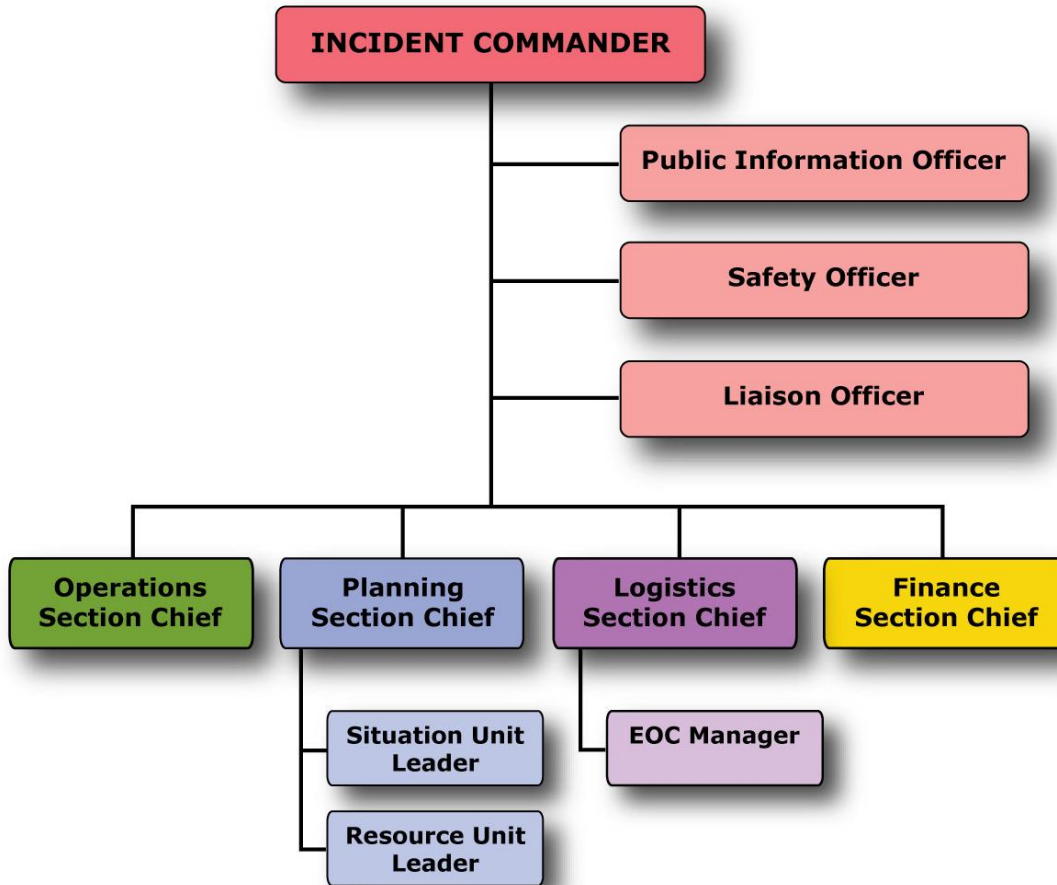 INCIDENT COMMANDER
Public Information Officer
Safety Officer
Liaison Officer
Operations
Section Chief
Planning
Section Chief
Logistics
Section Chief
Finance
Section Chief
Situation Unit
Leader
Resource Unit
Leader
EOC Manager